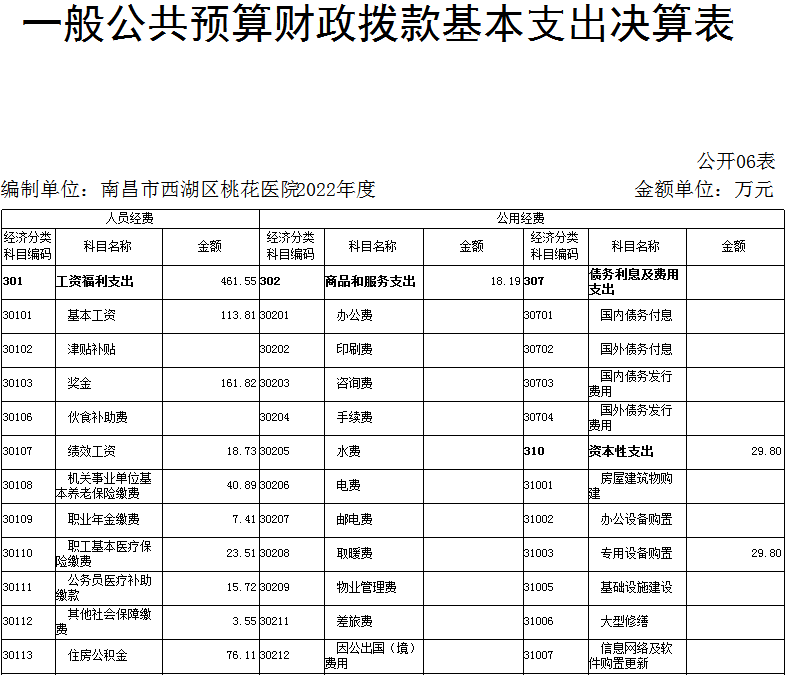 一般公共预算财政拨款基本支出决算表
公开06表
编制单位：南昌市西湖区桃花医院2022年度 金额单位：万元
人员经费 公用经费
经济分类科目编码 科目名称 金额 经济分类科目编码 科目名称 金额 经济分类科目编码 科目名称 金额
301 工资福利支出 461.55 302 商品和服务支出 18.19 307 债务利息及费用支出
30101 基本工资 113.81 30201 办公费 30701 国内债务付息
30102 津贴补贴 30202 印刷费 30702 国外债务付息
30103 奖金 161.82 30203 咨询费 30703 国内债务发行费用
30106 伙食补助费 30204 手续费 30704 国外债务发行费用
30107 绩效工资 18.73 30205 水费 310 资本性支出 29.80
30108 机关事业单位基本养老保险缴费 40.89 30206 电费 31001 房屋建筑物购建
30109 职业年金缴费 7.41 30207 邮电费 31002 办公设备购置
30110 职工基本医疗保险缴费 23.51 30208 取暖费 31003 专用设备购置 29.80
30111 公务员医疗补助缴款 15.72 30209 物业管理费 31005 基础设施建设
30112 其他社会保障缴费 3.55 30211 差旅费 31006 大型修缮
30113 住房公积金 76.11 30212 因公出国（境）费用 31007 信息网络及软件购置更新